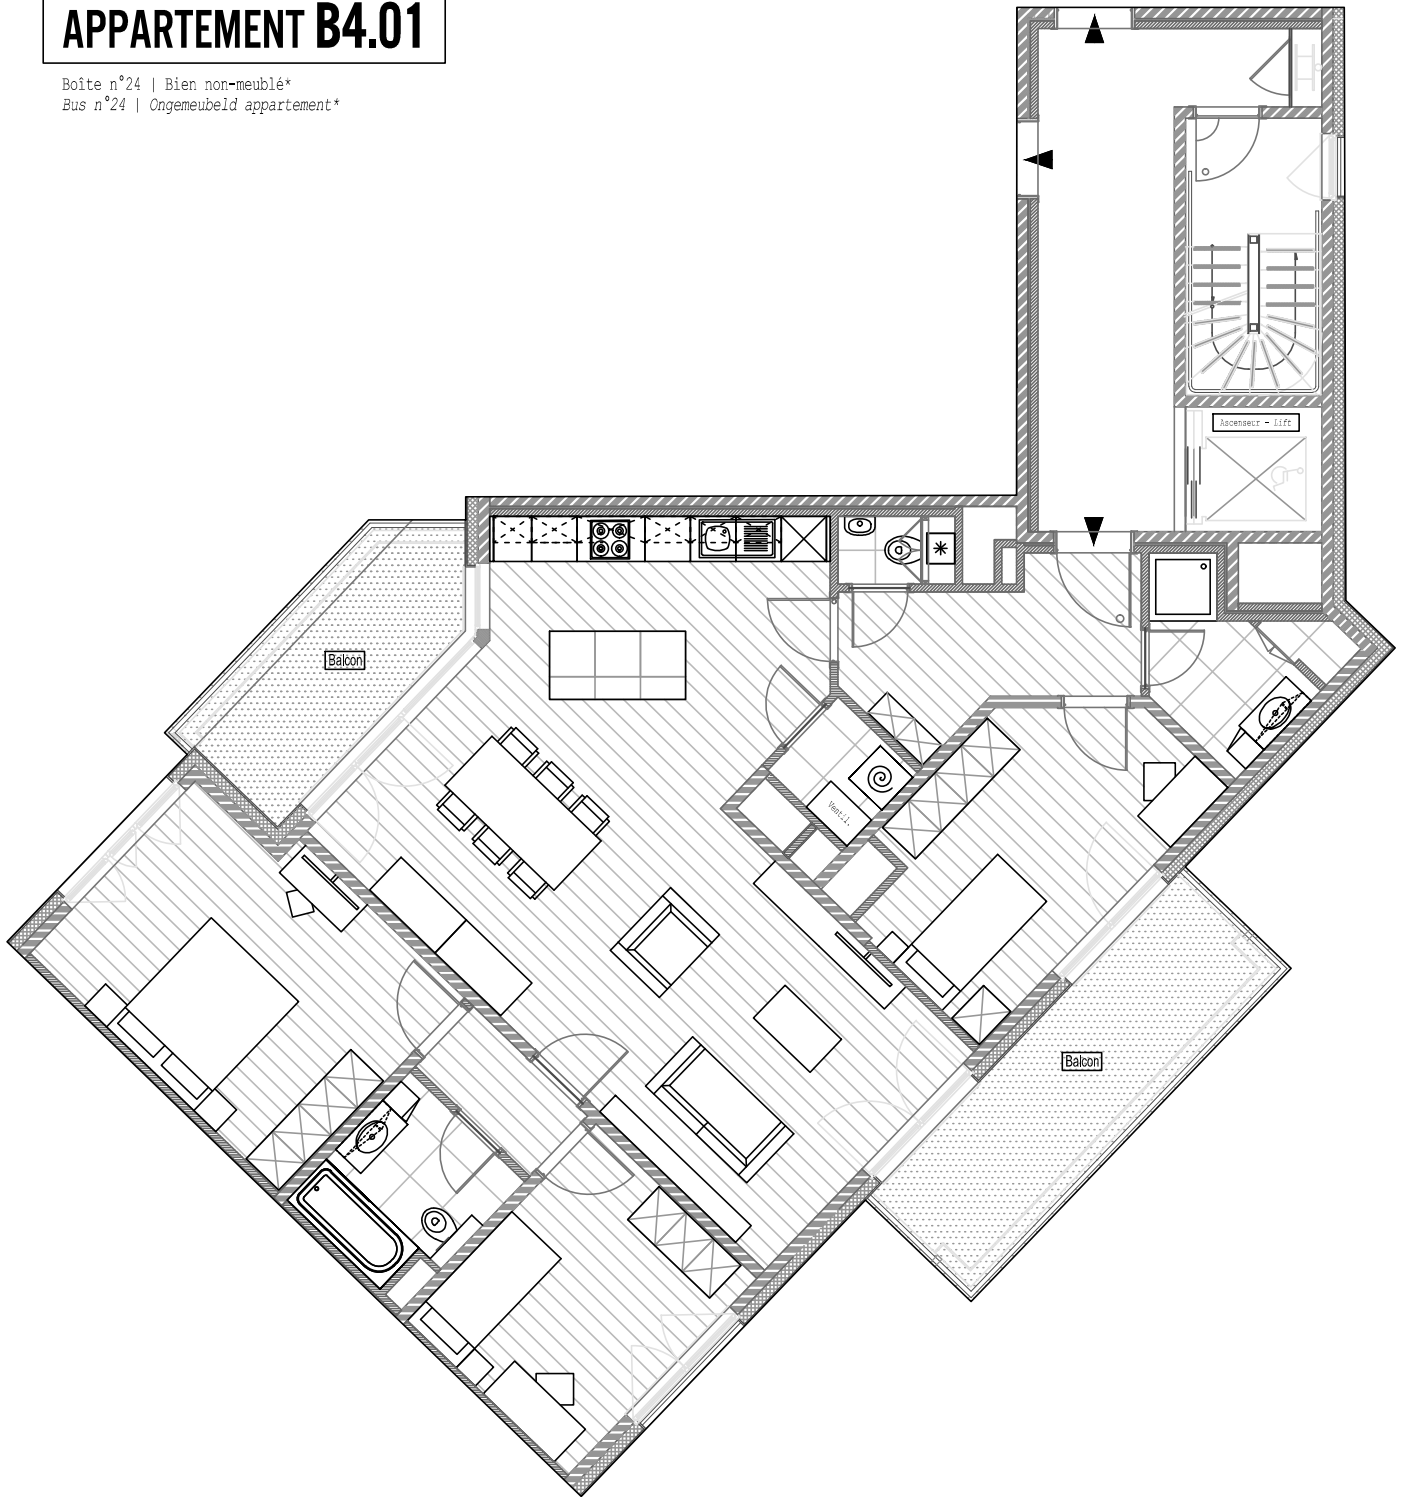 APPARTEMENT B4.01
Boîte n°24 | Bien non-meublé*
Bus n°24 | Ongemeubeld appartement*
Ascenseur - Lift
Balcon
Ventil.
Balcon